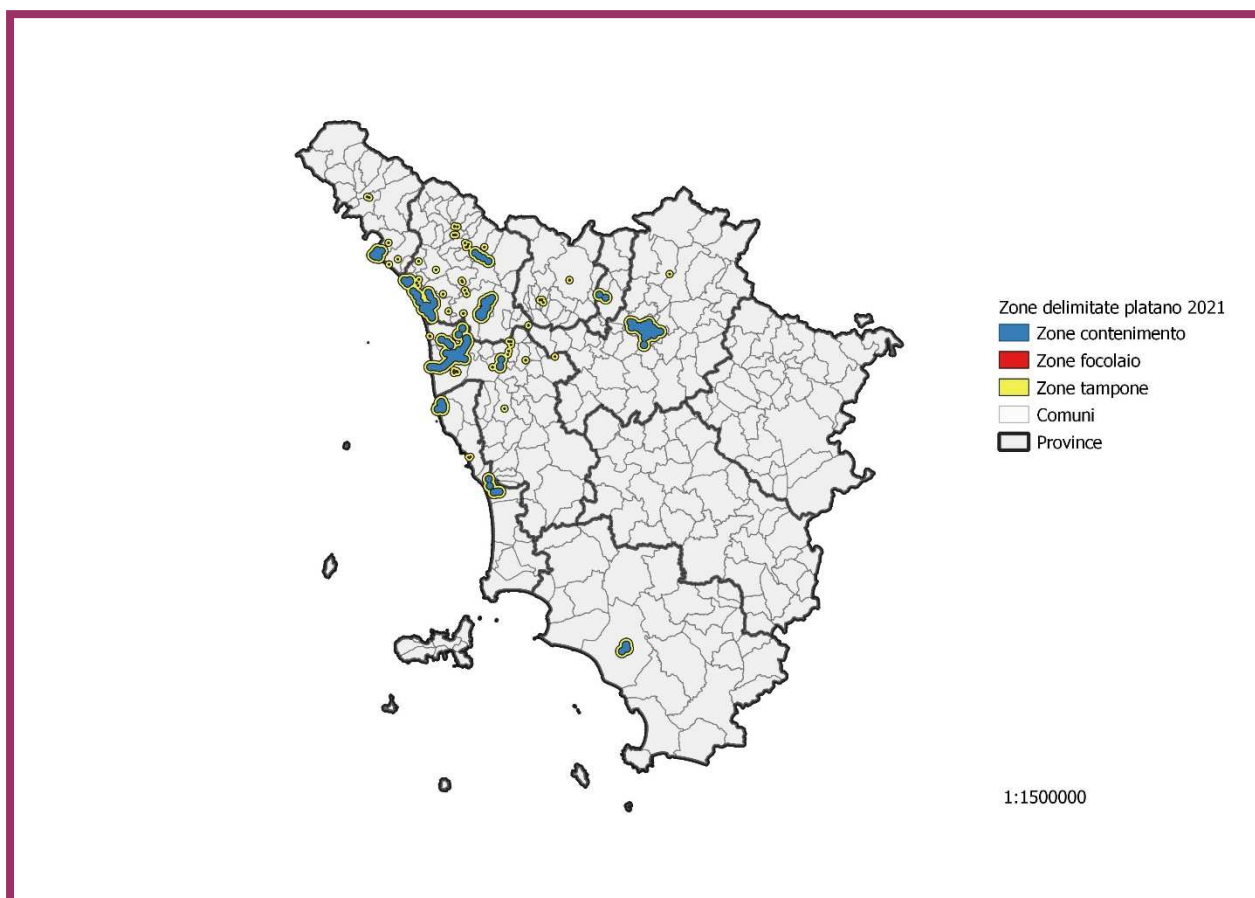 Zone delimitate platano 2021
Zone contenimento
Zone focolaio
Zone tampone
Comuni
Province
1:1500000